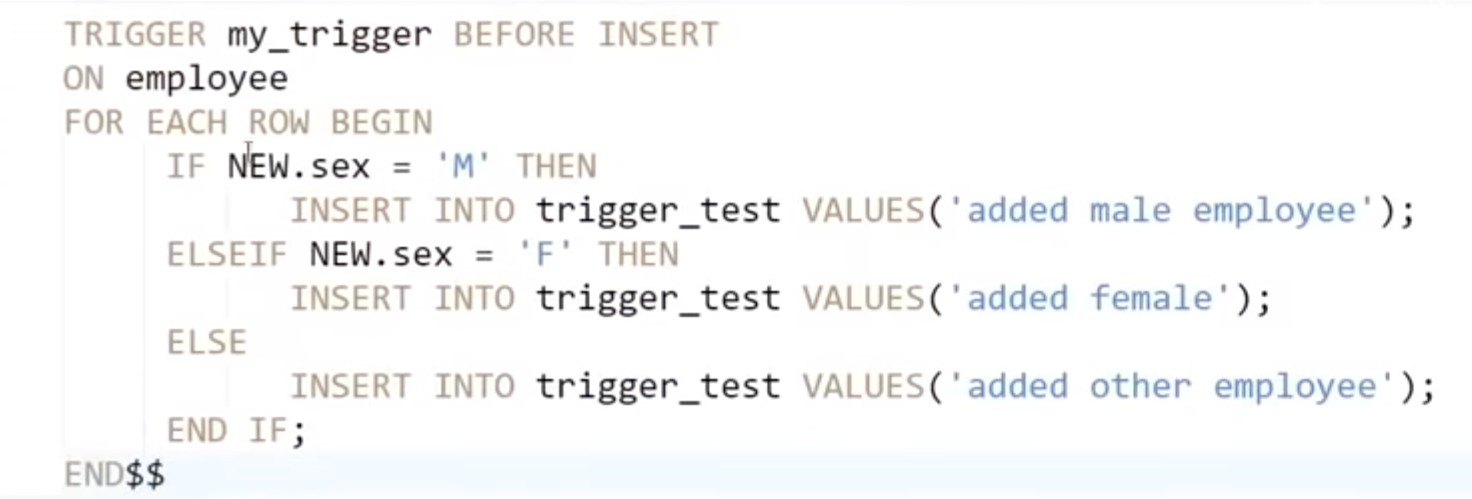 TRIGGER my_trigger BEFORE INSERT
ON employee
FOR EACH ROW BEGIN
IF NEW.sex = 'M' THEN
INSERT INTO trigger_test VALUES('added male employee');
ELSEIF NEW.sex = 'F' THEN
INSERT INTO trigger_test VALUES('added female');
ELSE
INSERT INTO trigger_test VALUES('added other employee');
END IF;
END$$